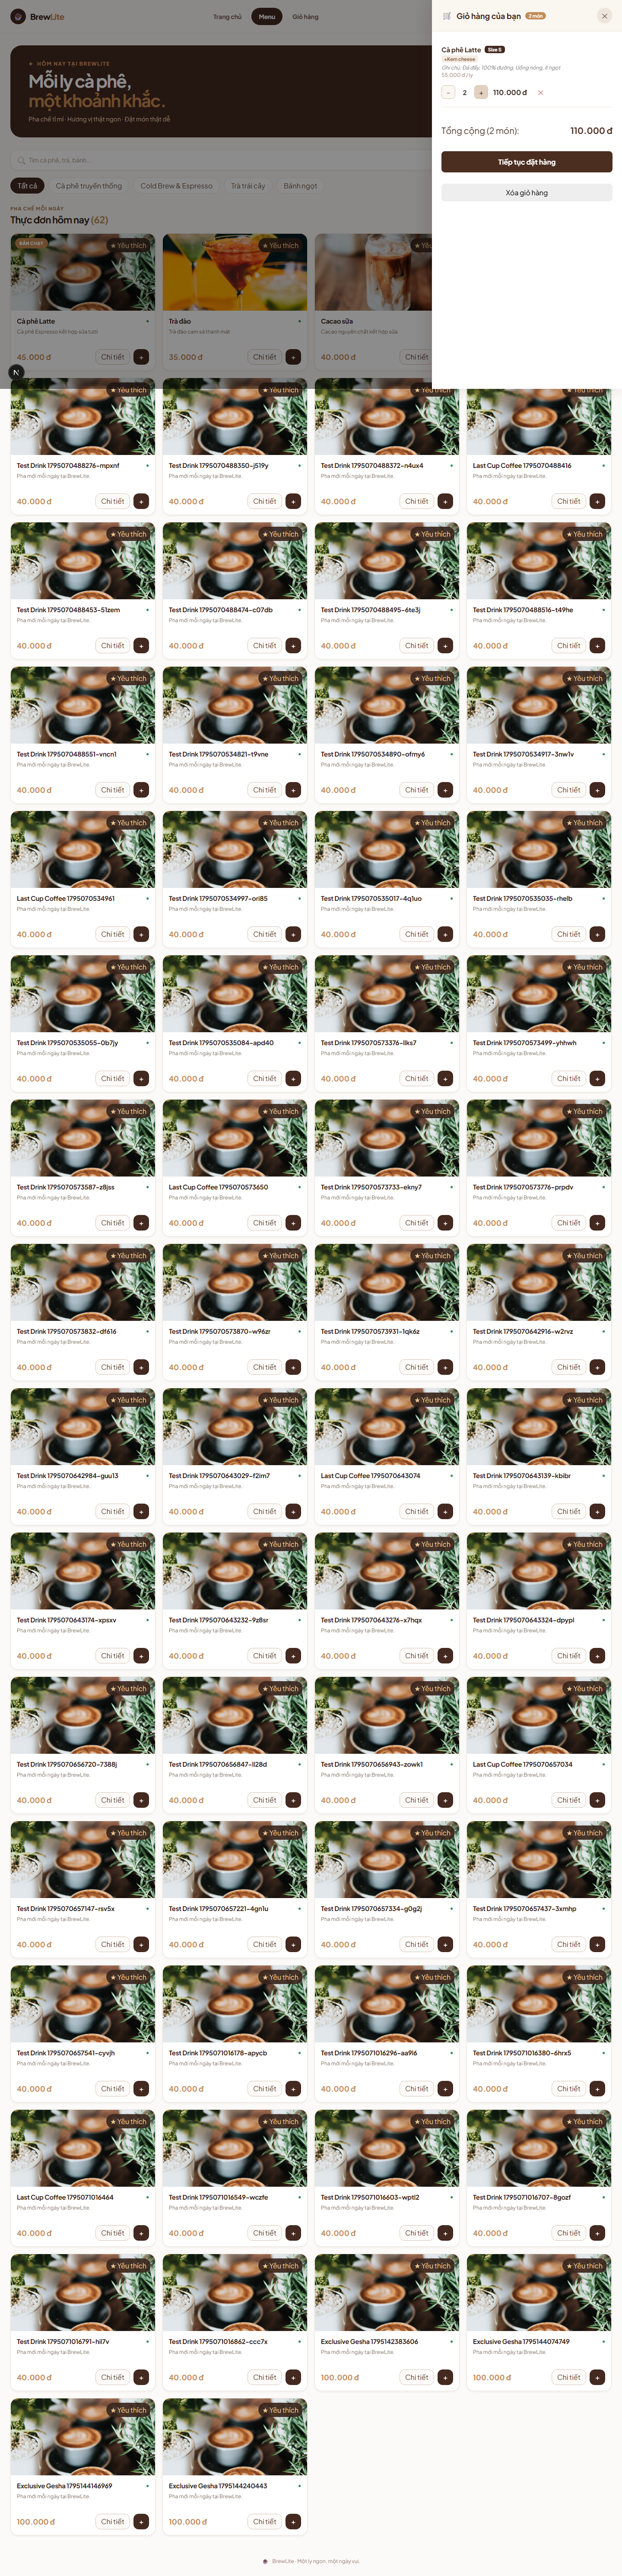 BrewLite
Trang chủ
Menu
Giỏ hàng
HÔM NAY TẠI BREWLITE
Mỗi ly cà phê,
một khoảnh khắc.
Pha chế tỉ mỉ · Hương vị thật ngon · Đặt món thật dễ
Tìm cà phê, trà, bánh...
Tất cả
Cà phê truyền thống
Cold Brew & Espresso
Trà trái cây
Bánh ngọt
PHA CHẾ MỖI NGÀY
Thực đơn hôm nay (62)
BÁN CHẠY
★ Yêu thích
Cà phê Latte
Cà phê Espresso kết hợp sữa tươi
45.000 đ
Chi tiết
+
★ Yêu thích
Trà đào
Trà đào cam sả thanh mát
35.000 đ
Chi tiết
+
★ Yêu
Cacao sữa
Cacao nguyên chất kết hợp sữa
40.000 đ
Chi tiết
Giỏ hàng của bạn
2 món
Cà phê Latte
Size S
+Kem cheese
Ghi chú: Đá đầy, 100% đường. Uống nóng, ít ngọt
55.000 đ / ly
-
2
+
110.000 đ
Tổng cộng (2 món):
110.000 đ
Tiếp tục đặt hàng
Xóa giỏ hàng
N
Test Drink 1795070488276-mpxnf
Test Drink 1795070488350-j519y
Test Drink 1795070488372-n4ux4
Last Cup Coffee 1795070488416
Test Drink 1795070488453-51zem
Test Drink 1795070488474-c07db
Test Drink 1795070488495-6te3j
Test Drink 1795070488516-t49he
Test Drink 1795070488551-vncn1
Test Drink 1795070534821-t9vne
Test Drink 1795070534890-ofmy6
Test Drink 1795070534917-3nw1v
Last Cup Coffee 1795070534961
Test Drink 1795070534997-ori85
Test Drink 1795070535017-4q1uo
Test Drink 1795070535035-rhelb
Test Drink 1795070535055-0b7jy
Test Drink 1795070535084-apd40
Test Drink 1795070573376-llks7
Test Drink 1795070573499-yhhwh
Test Drink 1795070573587-z8jss
Last Cup Coffee 1795070573650
Test Drink 1795070573733-ekny7
Test Drink 1795070573776-prpdv
Test Drink 1795070573832-df616
Test Drink 1795070573870-w96zr
Test Drink 1795070573931-1qk6z
Test Drink 1795070642916-w2rvz
Test Drink 1795070642984-guu13
Test Drink 1795070643029-f2im7
Last Cup Coffee 1795070643074
Test Drink 1795070643139-kbibr
Test Drink 1795070643174-xpsxv
Test Drink 1795070643232-9z8sr
Test Drink 1795070643276-x7hqx
Test Drink 1795070643324-dpypl
Test Drink 1795070656720-7388j
Test Drink 1795070656847-ll28d
Test Drink 1795070656943-zowk1
Last Cup Coffee 1795070657034
Test Drink 1795070657147-rsv5x
Test Drink 1795070657221-4gn1u
Test Drink 1795070657334-g0g2j
Test Drink 1795070657437-3xmhp
Test Drink 1795070657541-cyvjh
Test Drink 1795071016178-apycb
Test Drink 1795071016296-aa9l6
Test Drink 1795071016380-6hrx5
Last Cup Coffee 1795071016464
Test Drink 1795071016549-wczfe
Test Drink 1795071016603-wptl2
Test Drink 1795071016707-8gozf
Test Drink 1795071016791-hil7v
Test Drink 1795071016862-ccc7x
Exclusive Gesha 1795142383606
Exclusive Gesha 1795144074749
Exclusive Gesha 1795144146969
Exclusive Gesha 1795144240443
Pha mới mỗi ngày tại BrewLite.
40.000 đ
100.000 đ
Chi tiết
+
BrewLite · Một ly ngon, một ngày vui.